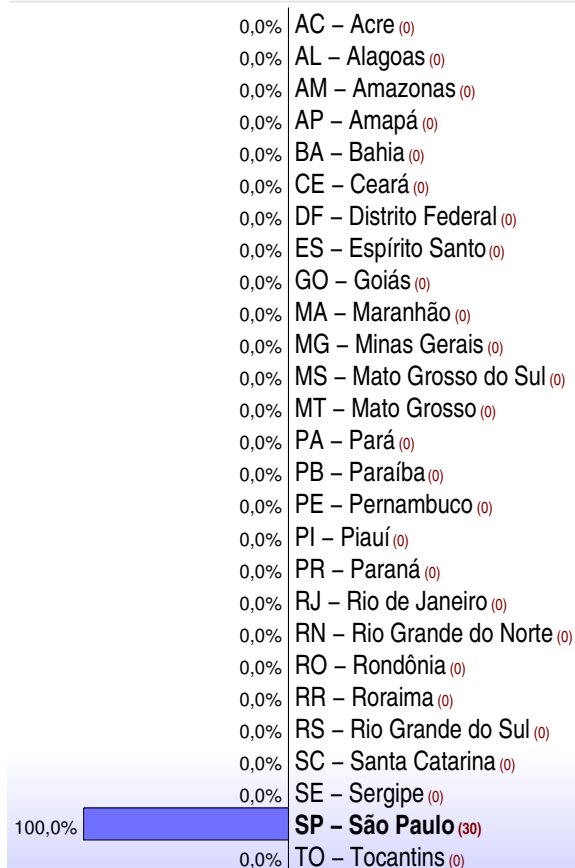 0,0% AC – Acre (0)
0,0% AL – Alagoas (0)
0,0% AM – Amazonas (0)
0,0% AP – Amapá (0)
0,0% BA – Bahia (0)
0,0% CE – Ceará (0)
0,0% DF – Distrito Federal (0)
0,0% ES – Espírito Santo (0)
0,0% GO – Goiás (0)
0,0% MA – Maranhão (0)
0,0% MG – Minas Gerais (0)
0,0% MS – Mato Grosso do Sul (0)
0,0% MT – Mato Grosso (0)
0,0% PA – Pará (0)
0,0% PB – Paraíba (0)
0,0% PE – Pernambuco (0)
0,0% PI – Piauí (0)
0,0% PR – Paraná (0)
0,0% RJ – Rio de Janeiro (0)
0,0% RN – Rio Grande do Norte (0)
0,0% RO – Rondônia (0)
0,0% RR – Roraima (0)
0,0% RS – Rio Grande do Sul (0)
0,0% SC – Santa Catarina (0)
0,0% SE – Sergipe (0)
100,0% SP – São Paulo (30)
0,0% TO – Tocantins (0)